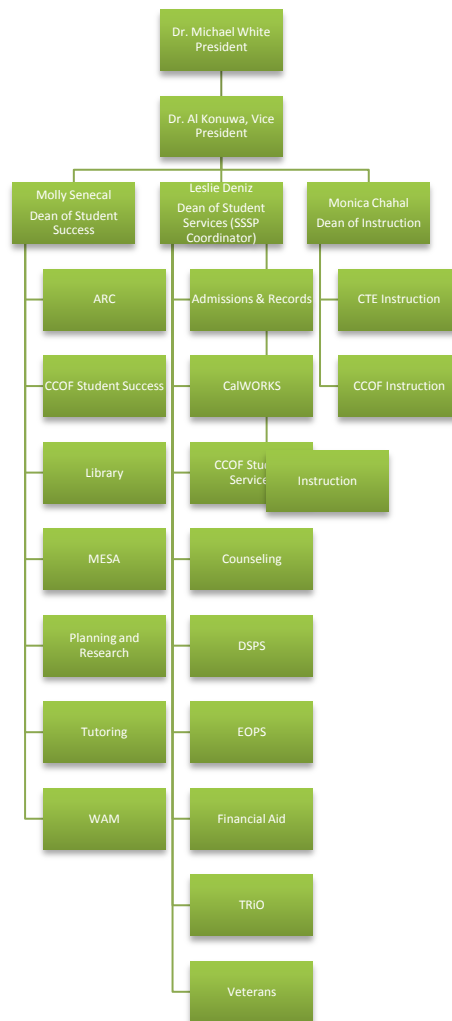 Dr. Michael White
President
Dr. Al Konuwa, Vice
President
Molly Senecal
Dean of Student
Success
Leslie Deniz
Dean of Student
Services (SSSP
Coordinator)
Monica Chahal
Dean of Instruction
ARC
CCOF Student Success
Library
MESA
Planning and
Research
Tutoring
WAM
Admissions & Records
CalWORKS
CCOF
Counseling
DSPS
EOPS
Financial Aid
TRiO
Veterans
Instruction
CTE Instruction
CCOF Instruction